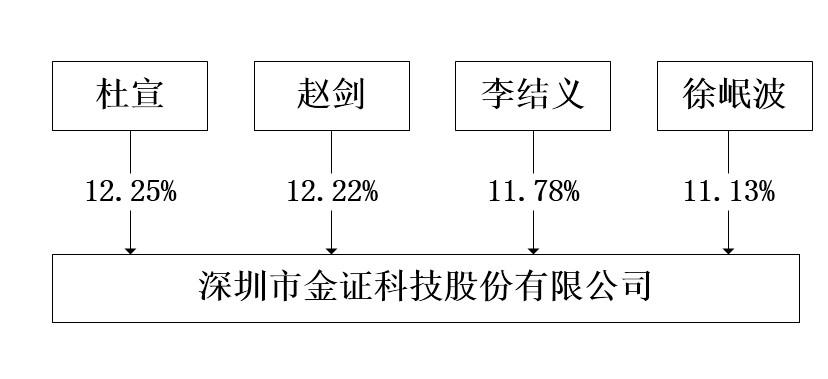 杜宣 赵剑 李结义 徐岷波
12.25% 12.22% 11.78% 11.13%
深圳市金证科技股份有限公司